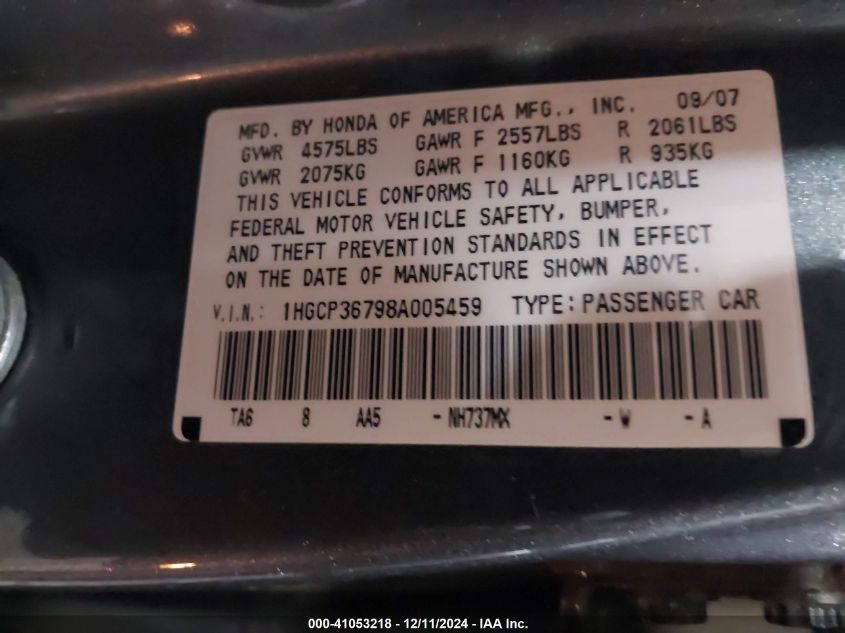 MFD. BY HONDA OF AMERICA MFG., INC. 09/07
GVWR 4575LBS GAWR F 2557LBS R 2061LBS
GVWR 2075KG GAWR F 1160KG R 935KG
THIS VEHICLE CONFORMS TO ALL APPLICABLE
FEDERAL MOTOR VEHICLE SAFETY, BUMPER,
AND THEFT PREVENTION STANDARDS IN EFFECT
ON THE DATE OF MANUFACTURE SHOWN ABOVE.
V.I.N.: 1HGCP36798A005459 TYPE: PASSENGER CAR
TA6 8 AA5 - NH737MX - W - A
000-41053218 - 12/11/2024 - IAA Inc.